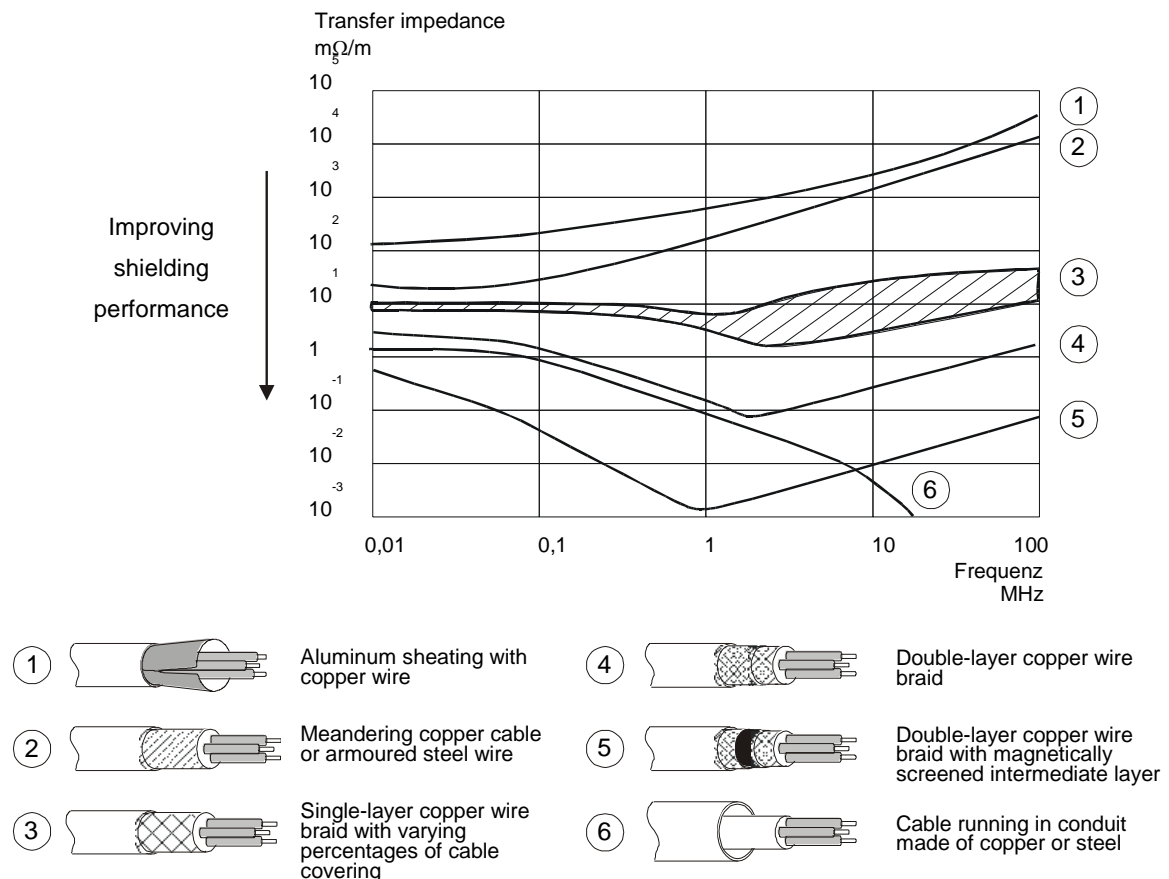 Transfer impedance
mΩ/m
10^5
10^4
10^3
10^2
10^1
10
1
10^-1
10^-2
10^-3
Improving
shielding
performance
1
2
3
4
5
6
0,01
0,1
1
10
100
Frequenz
MHz
1
Aluminum sheating with
copper wire
2
Meandering copper cable
or armoured steel wire
3
Single-layer copper wire
braid with varying
percentages of cable
covering
4
Double-layer copper wire
braid
5
Double-layer copper wire
braid with magnetically
screened intermediate layer
6
Cable running in conduit
made of copper or steel